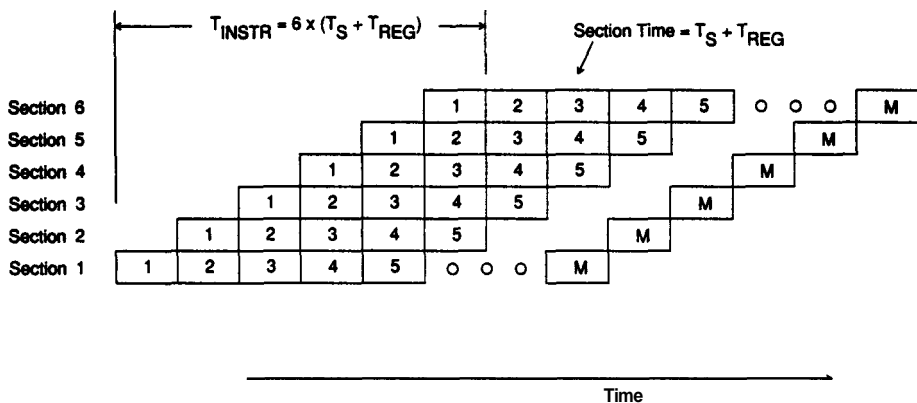 T_INSTR = 6 x (T_S + T_REG)
Section Time = T_S + T_REG
Section 6 1 2 3 4 5 O O O M
Section 5 1 2 3 4 5 M
Section 4 1 2 3 4 5 M
Section 3 1 2 3 4 5 M
Section 2 1 2 3 4 5 M
Section 1 1 2 3 4 5 O O O M
Time